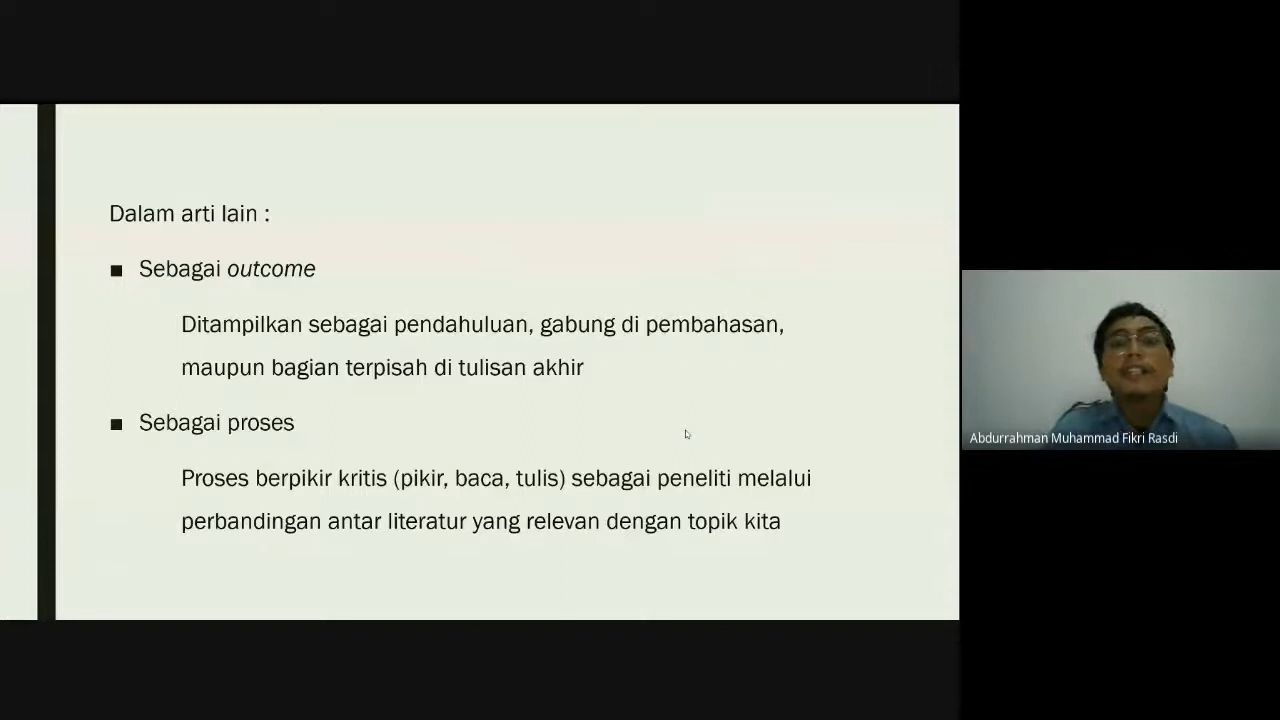 Dalam arti lain :
■ Sebagai outcome
Ditampilkan sebagai pendahuluan, gabung di pembahasan,
maupun bagian terpisah di tulisan akhir
■ Sebagai proses
Proses berpikir kritis (pikir, baca, tulis) sebagai peneliti melalui
perbandingan antar literatur yang relevan dengan topik kita
Abdurrahman Muhammad Fikri Rasdi